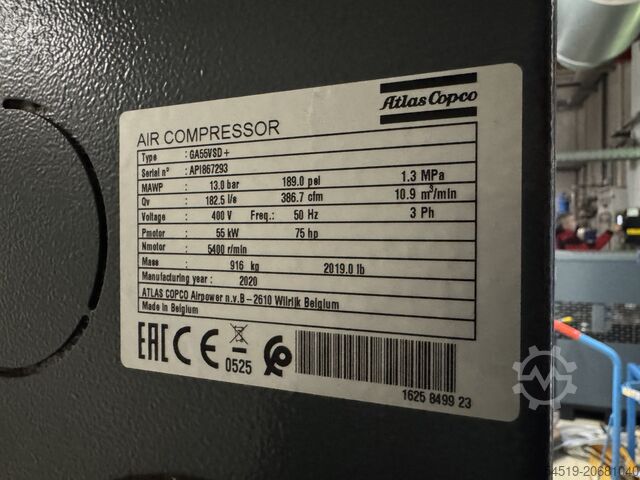 Atlas Copco
AIR COMPRESSOR
Type : GA55VSD+
Serial n° : API867293
MAWP : 13.0 bar 189.0 psi 1.3 MPa
Qv : 182.5 l/s 386.7 cfm 10.9 m³/min
Voltage : 400 V Freq.: 50 Hz 3 Ph
Pmotor : 55 kW 75 hp
Nmotor : 5400 r/min
Mass : 916 kg 2019.0 lb
Manufacturing year : 2020
ATLAS COPCO Airpower n.v. B - 2610 Wilrijk Belgium
Made in Belgium
EAC CE 0525
1625 8499 23
54519-20681040